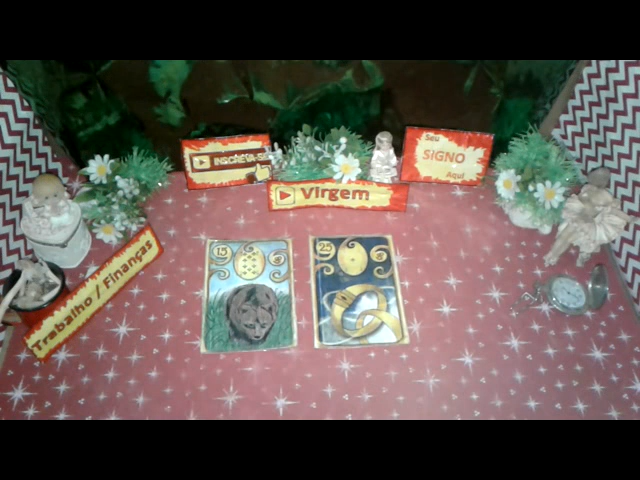 INSCREVA-SE
Seu
SIGNO
Aqui
Virgem
Trabalho / Finanças
15
25